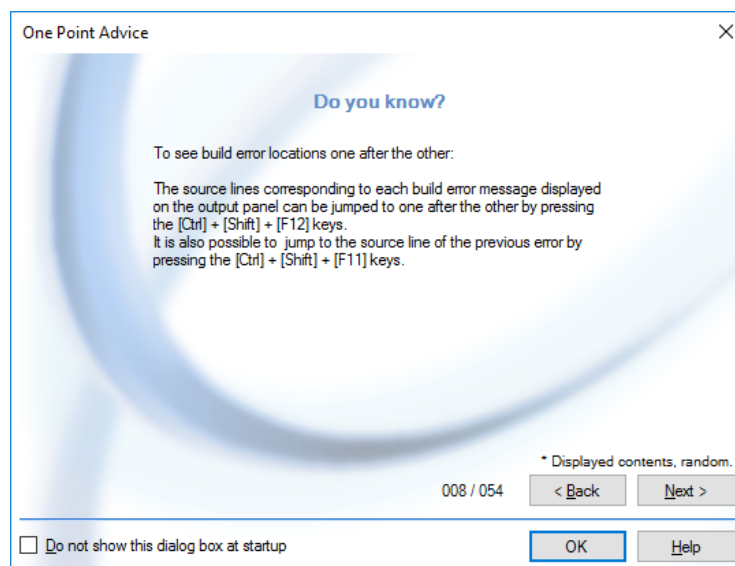 One Point Advice
Do you know?
To see build error locations one after the other:
The source lines corresponding to each build error message displayed
on the output panel can be jumped to one after the other by pressing
the [Ctrl] + [Shift] + [F12] keys.
It is also possible to  jump to the source line of the previous error by
pressing the [Ctrl] + [Shift] + [F11] keys.
* Displayed contents, random.
008 / 054
< Back
Next >
Do not show this dialog box at startup
OK
Help